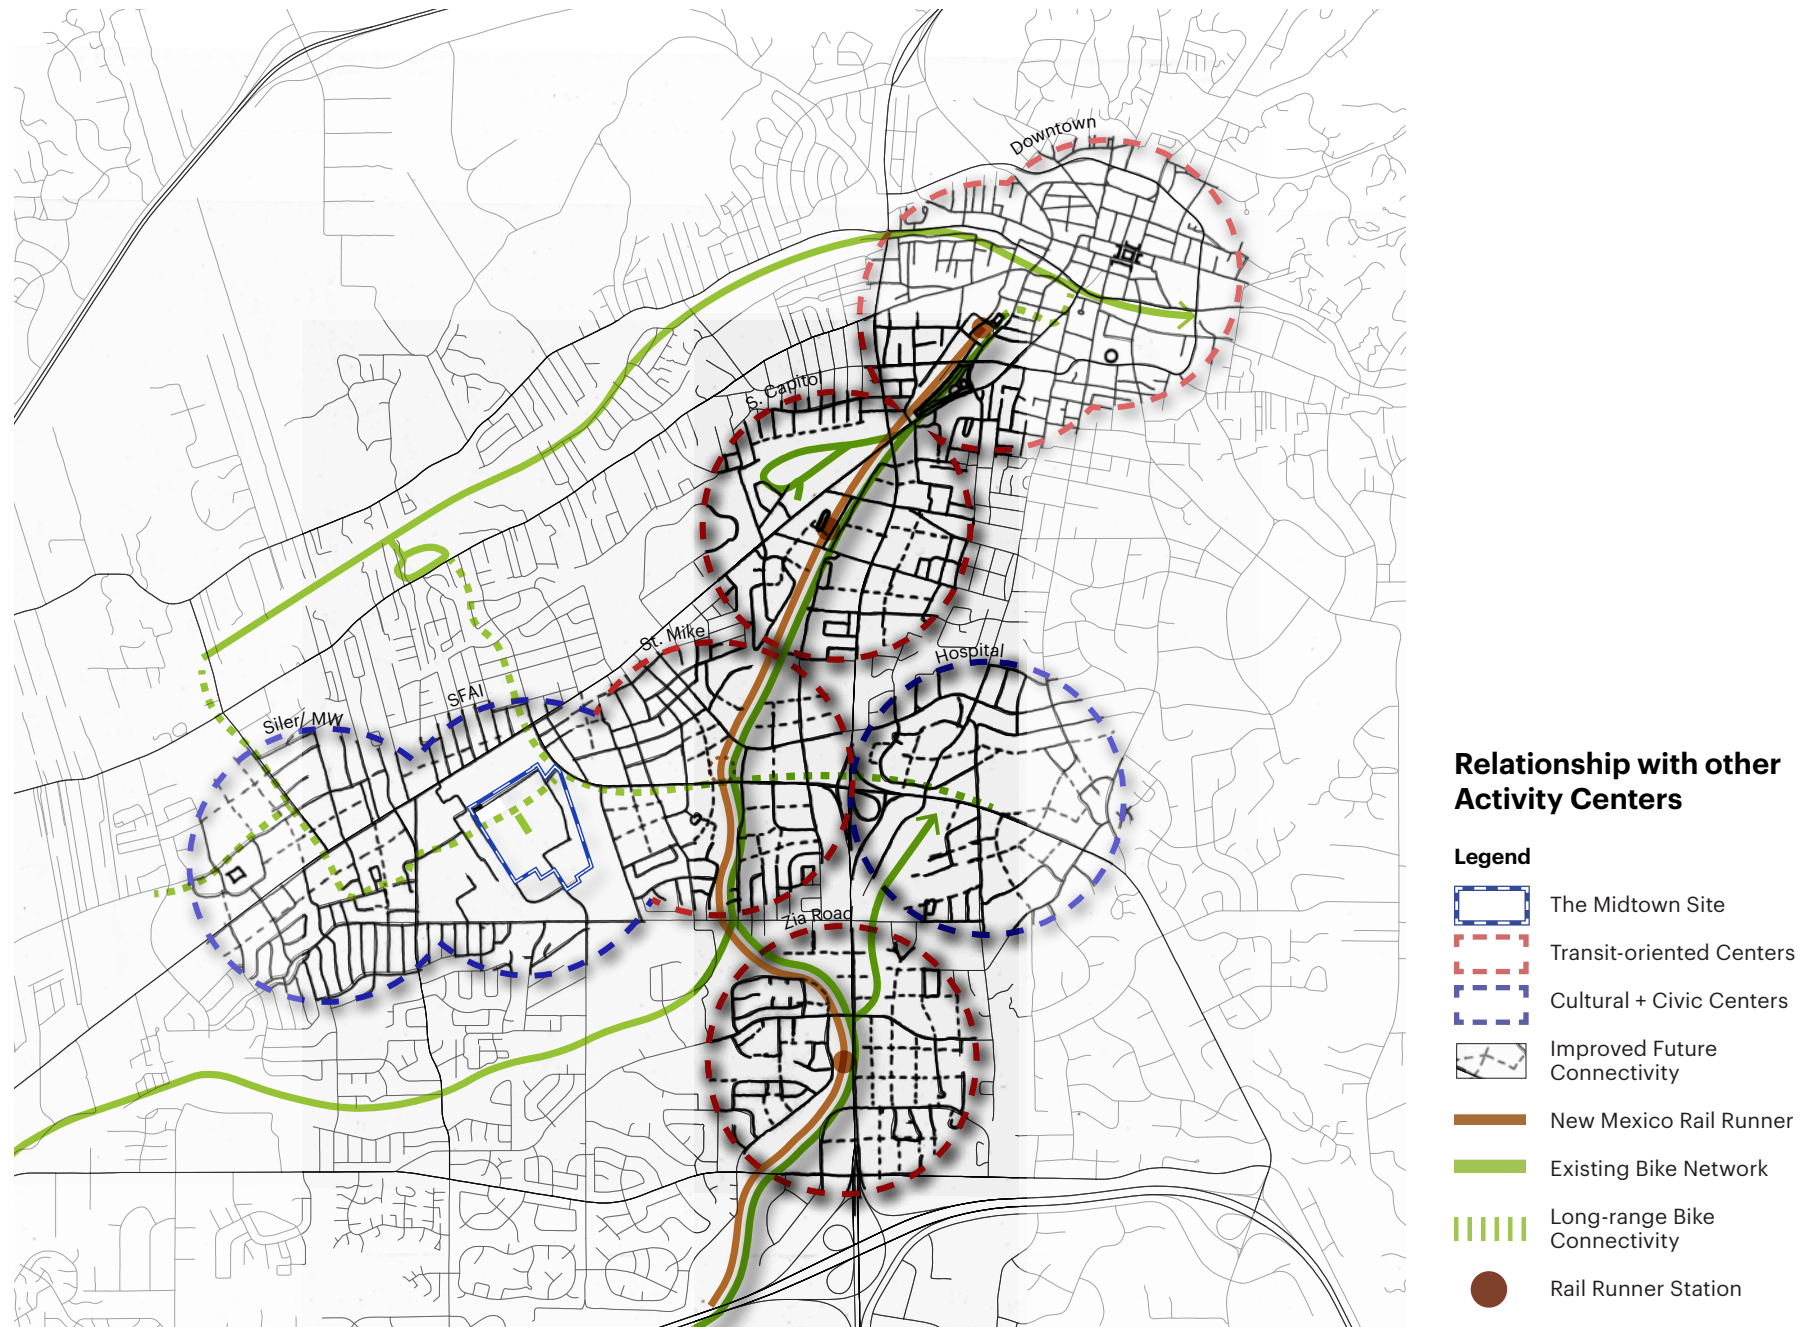 Downtown
S. Capitol
St. Mike
Hospital
SFAI
Siler/ MW
Zia Road
Relationship with other
Activity Centers
Legend
The Midtown Site
Transit-oriented Centers
Cultural + Civic Centers
Improved Future
Connectivity
New Mexico Rail Runner
Existing Bike Network
Long-range Bike
Connectivity
Rail Runner Station